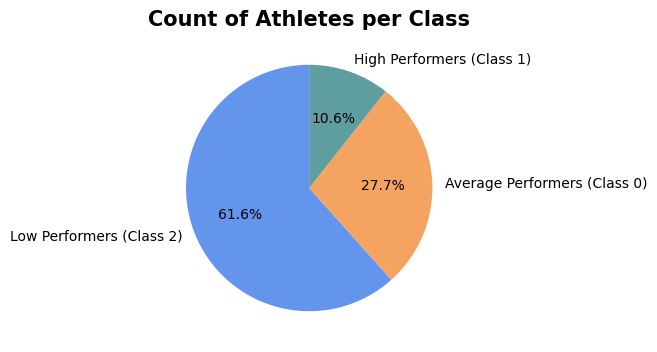 Count of Athletes per Class
High Performers (Class 1)
10.6%
Average Performers (Class 0)
27.7%
61.6%
Low Performers (Class 2)